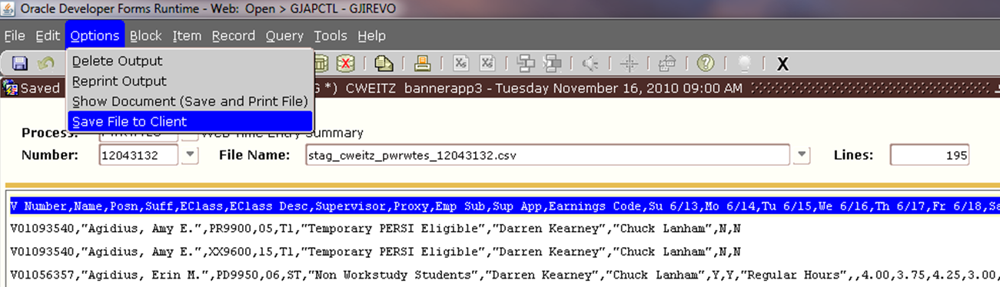 Oracle Developer Forms Runtime - Web: Open > GJAPCTL - GJIREVO
File Edit Options Block Item Record Query Tools Help
Delete Output
Reprint Output
Show Document (Save and Print File)
Save File to Client
X
Saved G *) CWEITZ bannerapp3 - Tuesday November 16, 2010 09:00 AM
Process: Web Time Entry Summary
Number: 12043132 File Name: stag_cweitz_pwrwtes_12043132.csv Lines: 195
V Number,Name,Posn,Suff,EClass,EClass Desc,Supervisor,Proxy,Emp Sub,Sup App,Earnings Code,Su 6/13,Mo 6/14,Tu 6/15,We 6/16,Th 6/17,Fr 6/18,Sa
V01093540,"Agidius, Amy E.",PR9900,05,T1,"Temporary PERSI Eligible","Darren Kearney","Chuck Lanham",N,N
V01093540,"Agidius, Amy E.",XX9600,15,T1,"Temporary PERSI Eligible","Darren Kearney","Chuck Lanham",N,N
V01056357,"Agidius, Erin M.",PD9950,06,ST,"Non Workstudy Students","Darren Kearney","Chuck Lanham",Y,Y,"Regular Hours",,4.00,3.75,4.25,3.00,